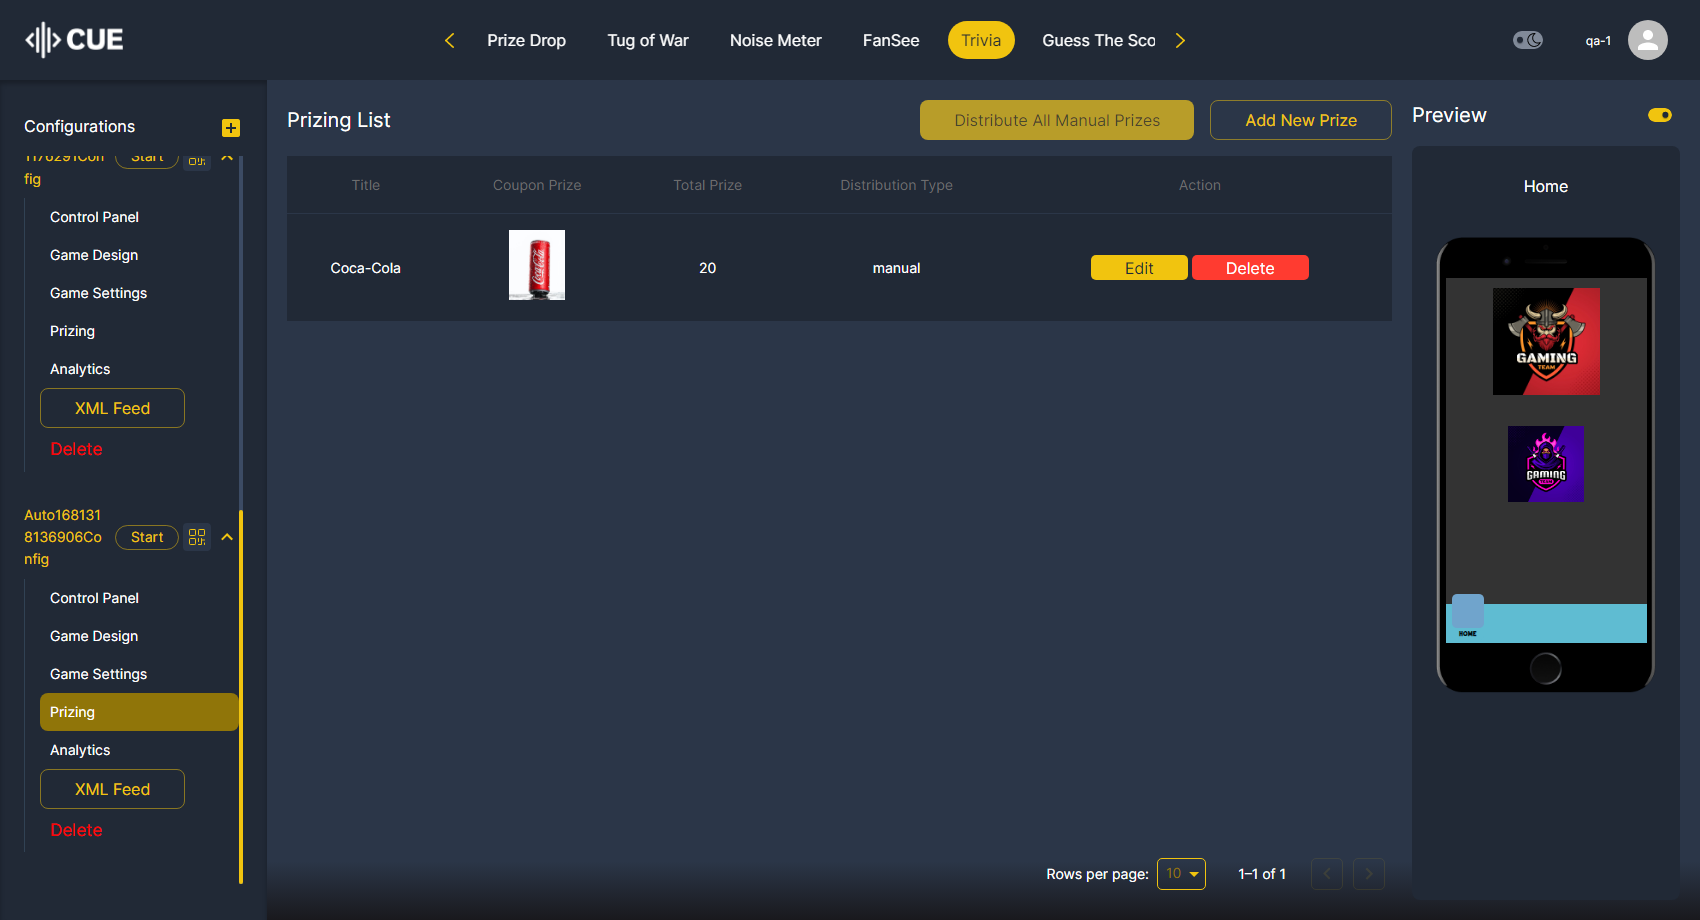 CUE
Prize Drop
Tug of War
Noise Meter
FanSee
Trivia
Guess The Sco
qa-1
Configurations
1176291Con
fig
Start
Control Panel
Game Design
Game Settings
Prizing
Analytics
XML Feed
Delete
Auto168131
8136906Co
nfig
Start
Control Panel
Game Design
Game Settings
Prizing
Analytics
XML Feed
Delete
Prizing List
Distribute All Manual Prizes
Add New Prize
Title
Coupon Prize
Total Prize
Distribution Type
Action
Coca-Cola
Coca-Cola
20
manual
Edit
Delete
Rows per page:
10
1–1 of 1
Preview
Home
GAMING
TEAM
GAMING
TEAM
HOME